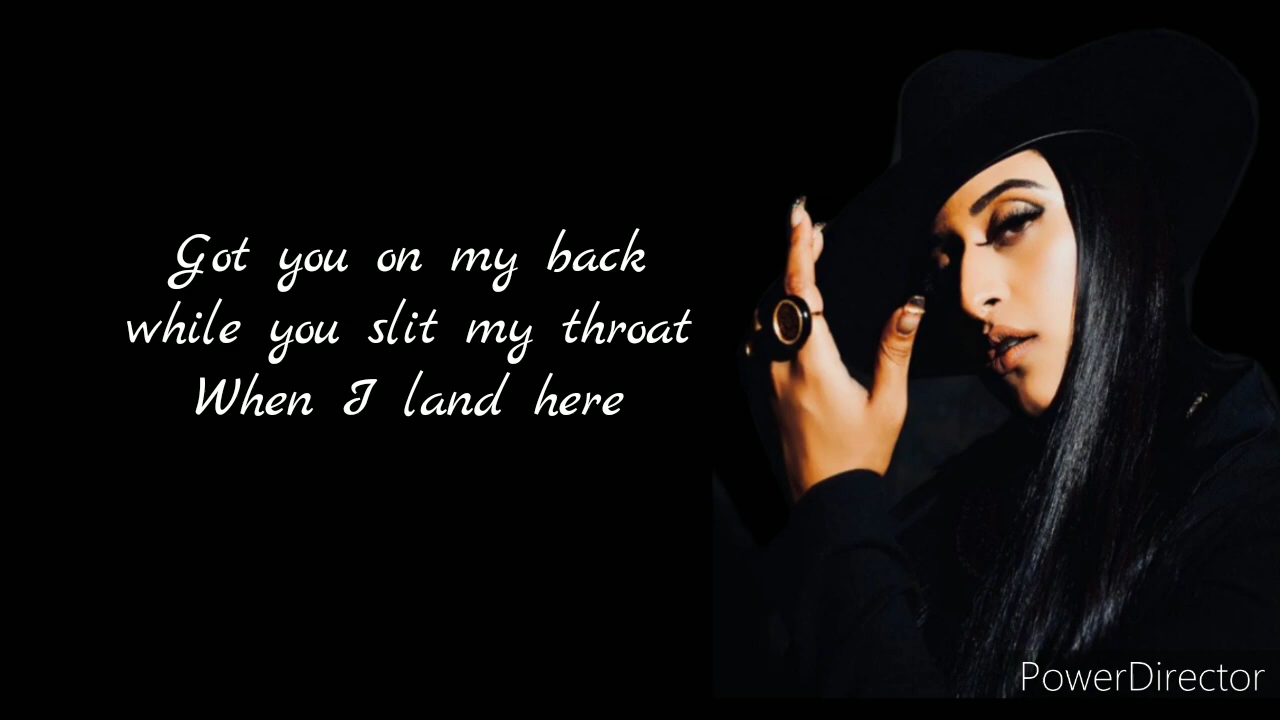 Got you on my back
while you slit my throat
When I land here
PowerDirector